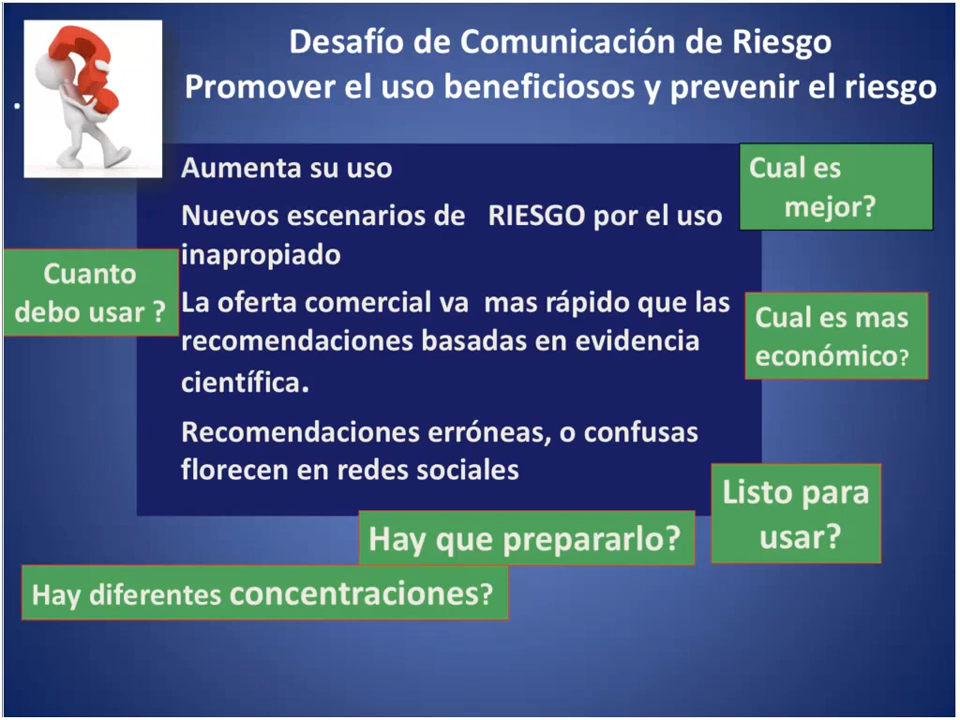 Desafío de Comunicación de Riesgo
Promover el uso beneficiosos y prevenir el riesgo
.
Aumenta su uso
Nuevos escenarios de RIESGO por el uso
inapropiado
La oferta comercial va mas rápido que las
recomendaciones basadas en evidencia
científica.
Recomendaciones erróneas, o confusas
florecen en redes sociales
Cual es
mejor?
Cuanto
debo usar ?
Cual es mas
económico?
Listo para
usar?
Hay que prepararlo?
Hay diferentes concentraciones?